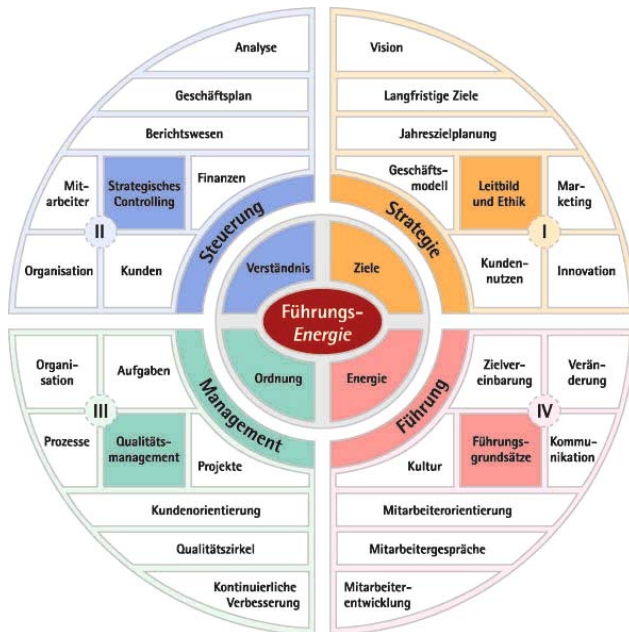 Analyse
Geschäftsplan
Berichtswesen
Mit-
arbeiter
Strategisches
Controlling
Finanzen
II
Organisation
Kunden
Steuerung
Verständnis
Vision
Langfristige Ziele
Jahreszielplanung
Geschäfts-
modell
Leitbild
und Ethik
Mar-
keting
I
Kunden-
nutzen
Innovation
Strategie
Ziele
Führungs-
Energie
Organi-
sation
Aufgaben
III
Prozesse
Qualitäts-
management
Projekte
Management
Ordnung
Kundenorientierung
Qualitätszirkel
Kontinuierliche
Verbesserung
Energie
Führung
Zielver-
einbarung
Verän-
derung
IV
Kultur
Führungs-
grundsätze
Kommu-
nikation
Mitarbeiterorientierung
Mitarbeitergespräche
Mitarbeiter-
entwicklung